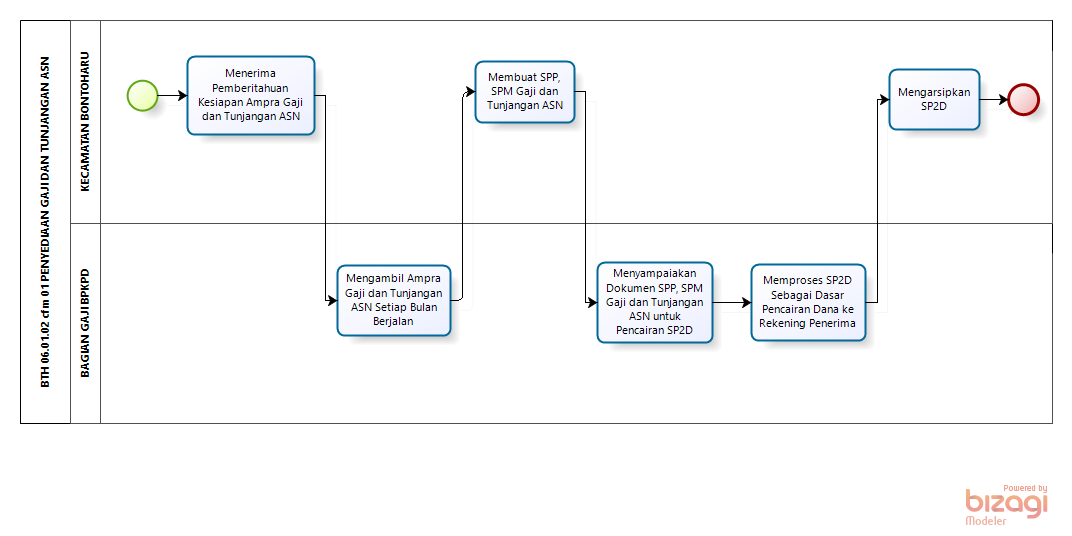 BTH 06.01.02 cfm 01 PENYEDIAAN GAJI DAN TUNJANGAN ASN
KECAMATAN BONTOHARU
Menerima
Pemberitahuan
Kesiapan Ampra Gaji
dan Tunjangan ASN
Membuat SPP,
SPM Gaji dan
Tunjangan ASN
Mengarsipkan
SP2D
BAGIAN GAJI BPKPD
Mengambil Ampra
Gaji dan Tunjangan
ASN Setiap Bulan
Berjalan
Menyampaiakan
Dokumen SPP, SPM
Gaji dan Tunjangan
ASN untuk
Pencairan SP2D
Memproses SP2D
Sebagai Dasar
Pencairan Dana ke
Rekening Penerima
Powered by
bizagi
Modeler